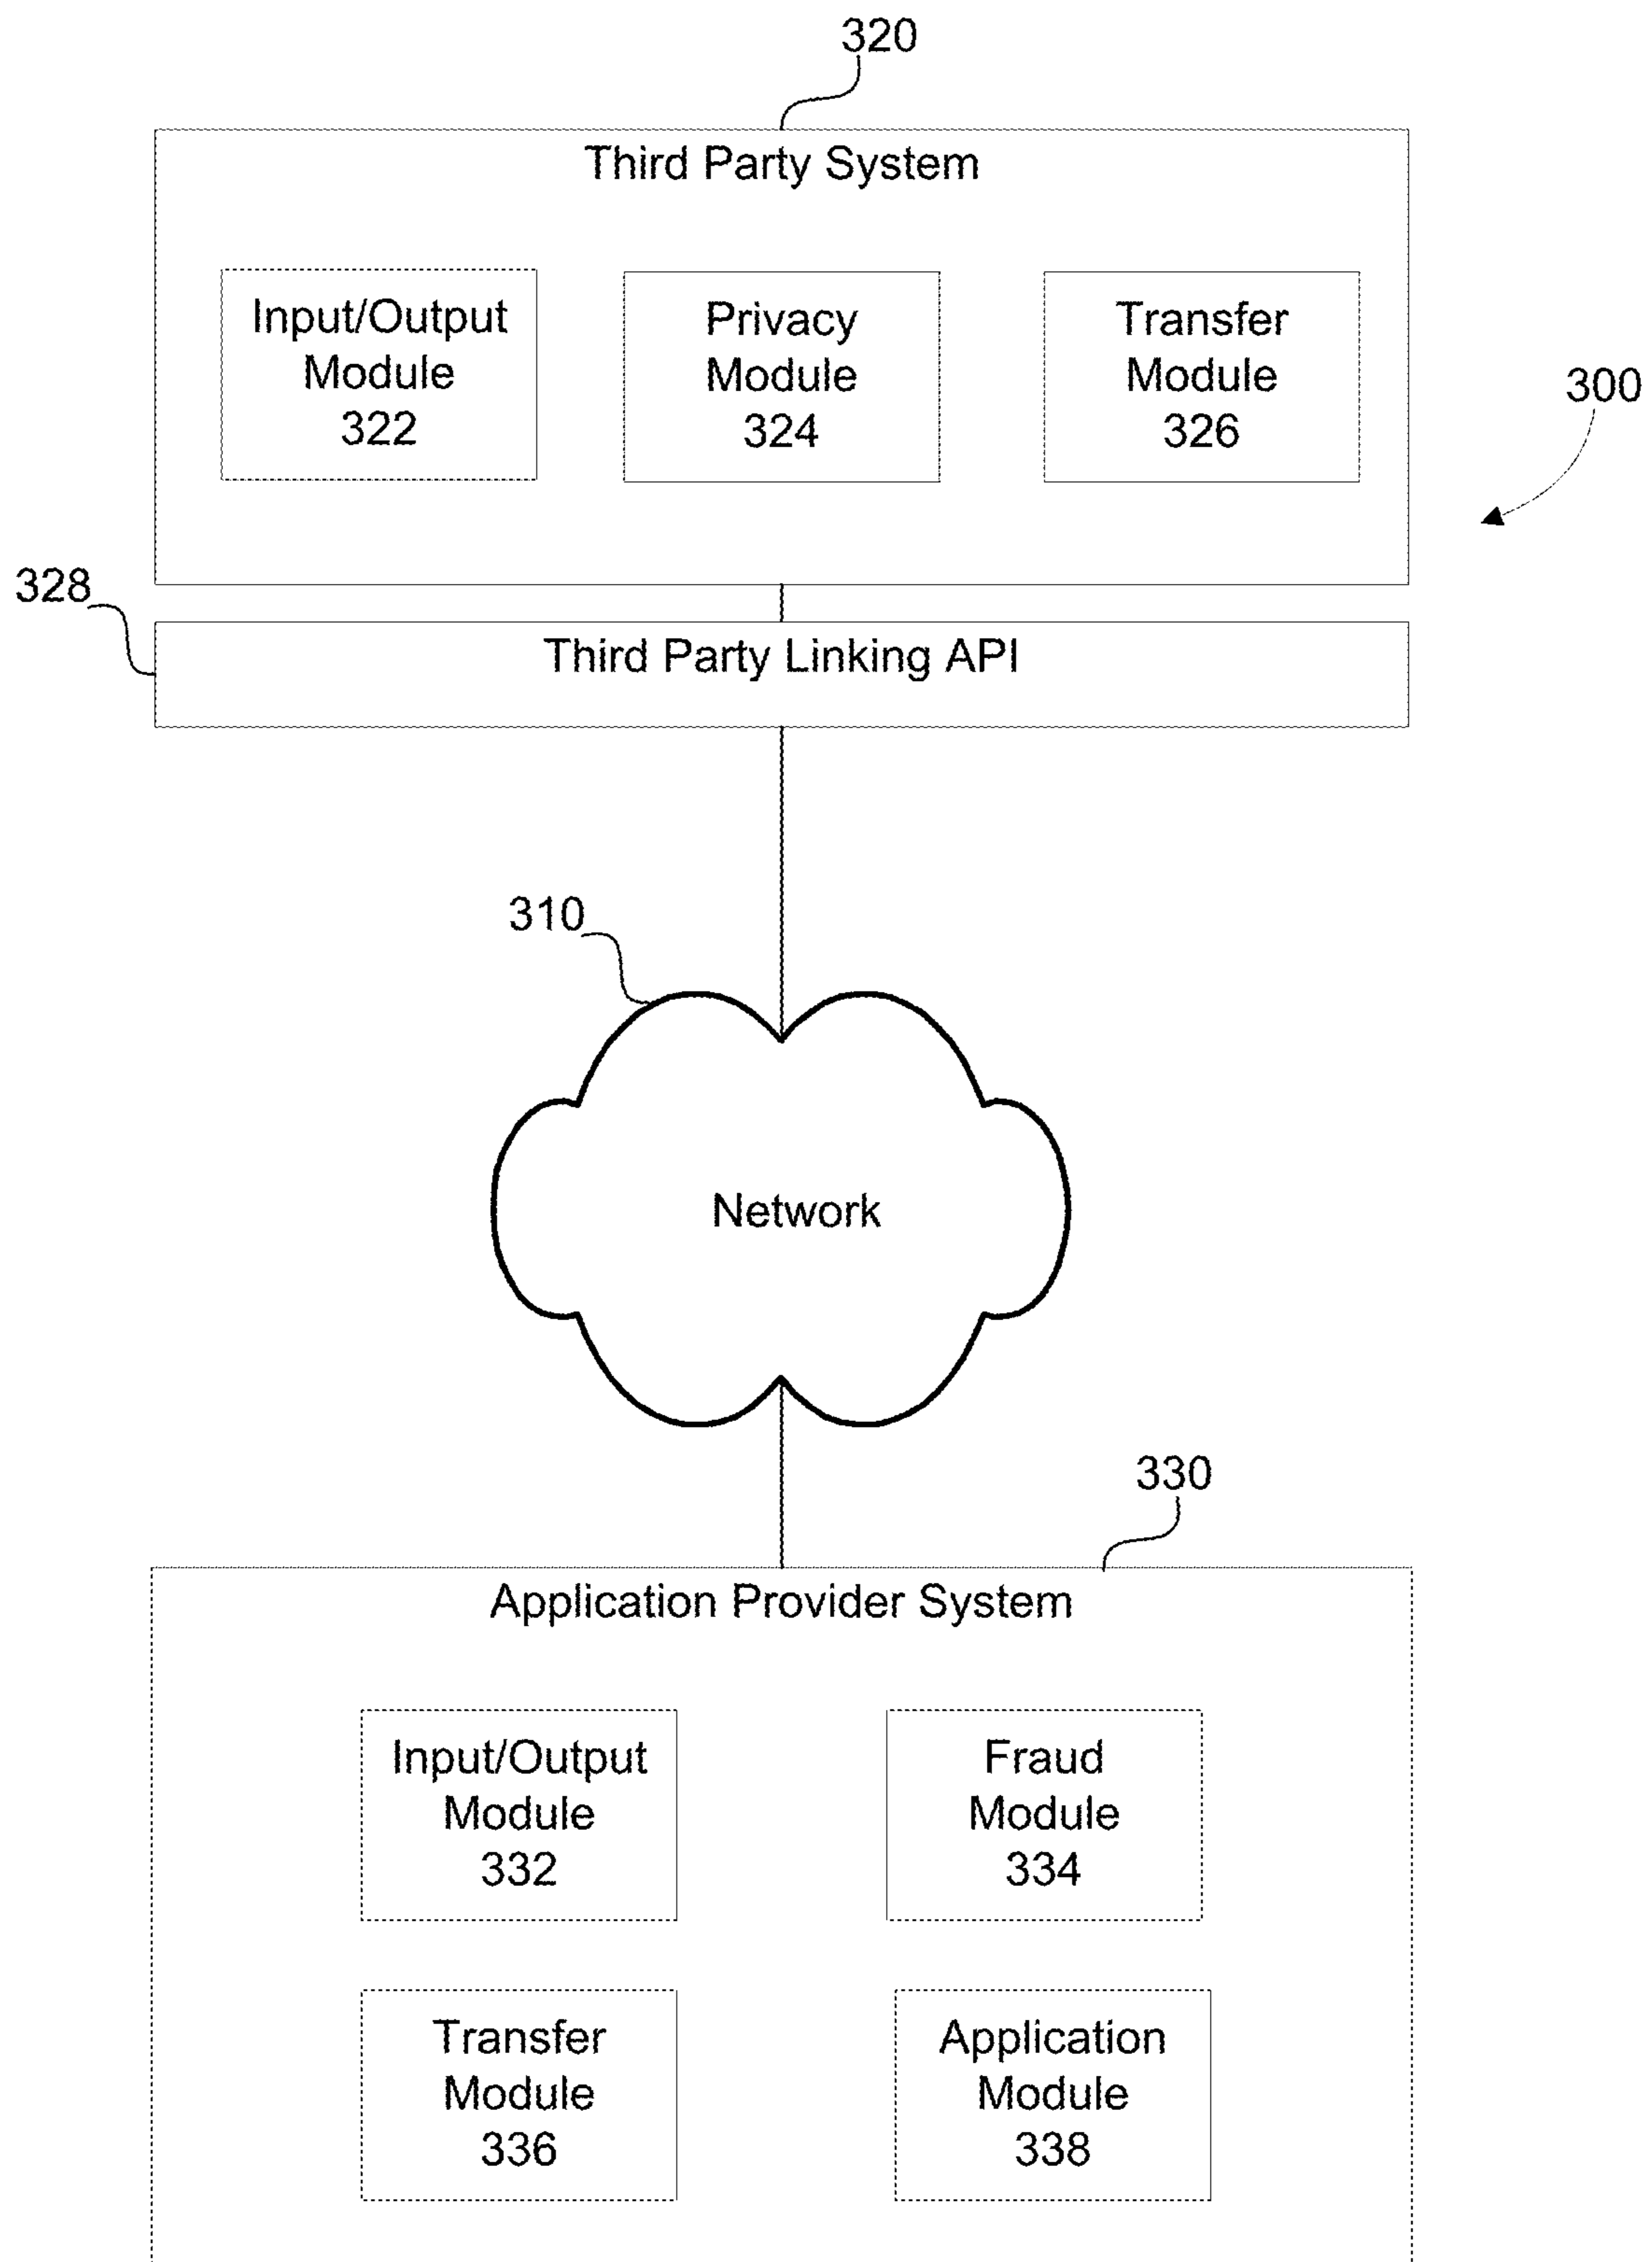 320
Third Party System
Input/Output
Module
322
Privacy
Module
324
Transfer
Module
326
300
328
Third Party Linking API
310
Network
330
Application Provider System
Input/Output
Module
332
Fraud
Module
334
Transfer
Module
336
Application
Module
338